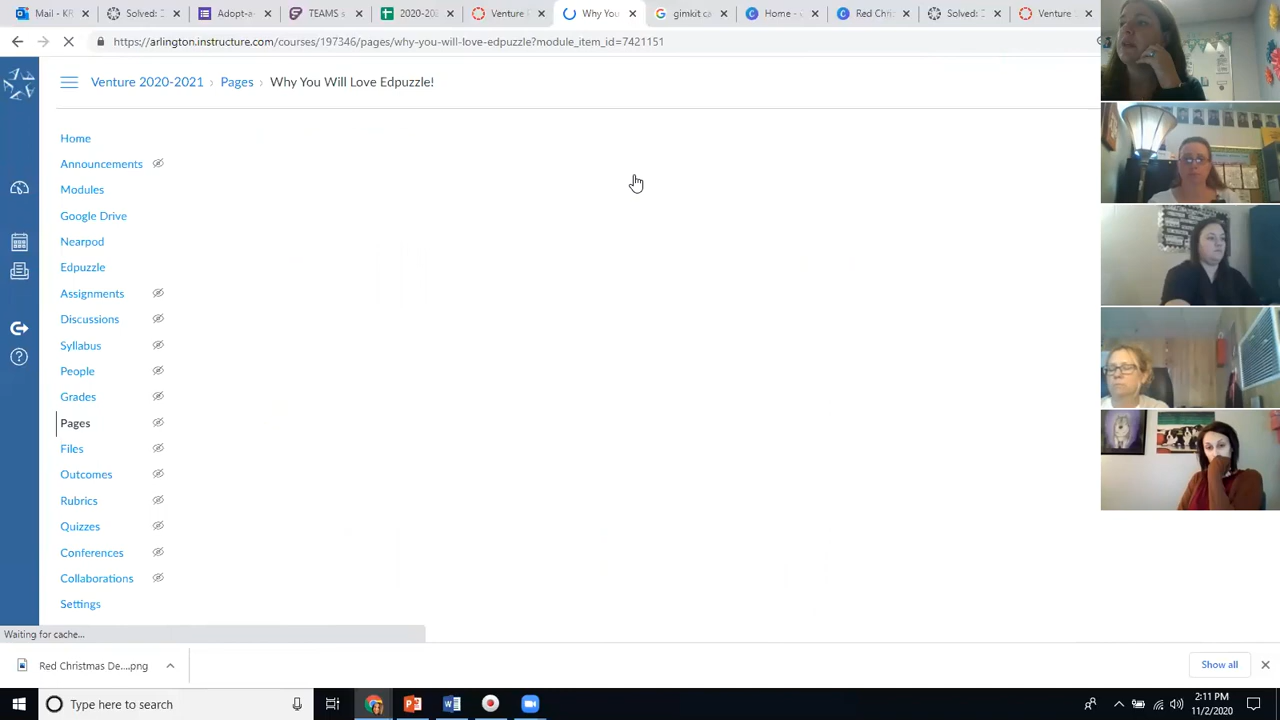 Mail -
Solved: 2
Adopt-a
TEAMS s
2020-20
Venture
Why You
gimkit ca
Home -
Red Chri
Solved: 2
Venture
https://arlington.instructure.com/courses/197346/pages/why-you-will-love-edpuzzle?module_item_id=7421151
Venture 2020-2021 › Pages › Why You Will Love Edpuzzle!
Home
Announcements
Modules
Google Drive
Nearpod
Edpuzzle
Assignments
Discussions
Syllabus
People
Grades
Pages
Files
Outcomes
Rubrics
Quizzes
Conferences
Collaborations
Settings
Waiting for cache...
Red Christmas De....png
Show all
Type here to search
2:11 PM
11/2/2020